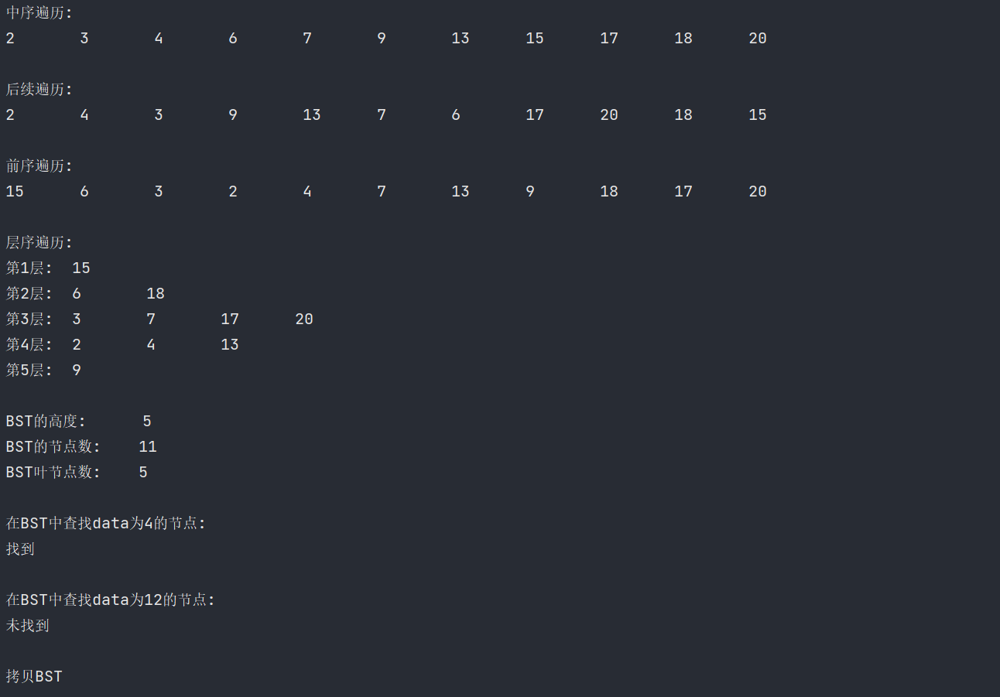 中序遍历:
2 3 4 6 7 9 13 15 17 18 20
后续遍历:
2 4 3 9 13 7 6 17 20 18 15
前序遍历:
15 6 3 2 4 7 13 9 18 17 20
层序遍历:
第1层: 15
第2层: 6 18
第3层: 3 7 17 20
第4层: 2 4 13
第5层: 9
BST的高度: 5
BST的节点数: 11
BST叶节点数: 5
在BST中查找data为4的节点:
找到
在BST中查找data为12的节点:
未找到
拷贝BST